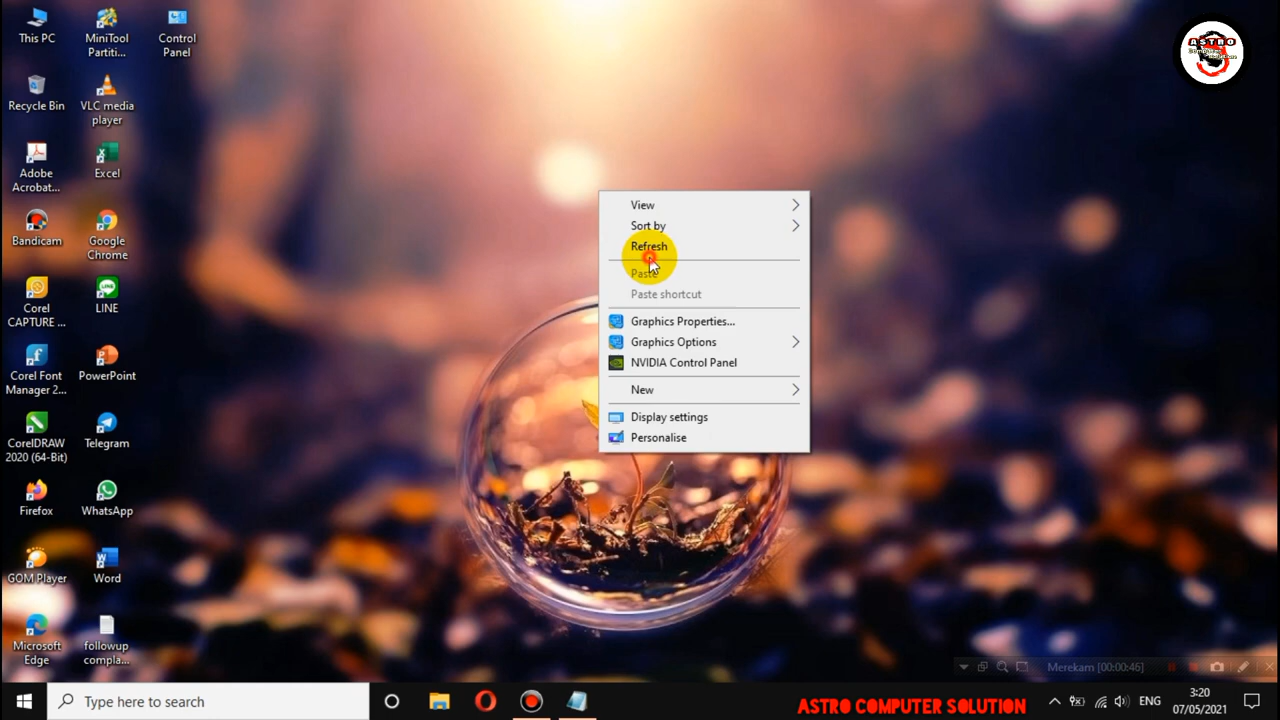 This PC
MiniTool
Partiti...
Control
Panel
Recycle Bin
VLC media
player
Adobe
Acrobat...
Excel
Bandicam
Google
Chrome
Corel
CAPTURE ...
LINE
Corel Font
Manager 2...
PowerPoint
CorelDRAW
2020 (64-Bit)
Telegram
Firefox
WhatsApp
GOM Player
Word
Microsoft
Edge
followup
compla...
View
Sort by
Refresh
Paste
Paste shortcut
Graphics Properties...
Graphics Options
NVIDIA Control Panel
New
Display settings
Personalise
ASTRO
Merekam [00:00:46]
Type here to search
ASTRO COMPUTER SOLUTION
ENG
3:20
07/05/2021